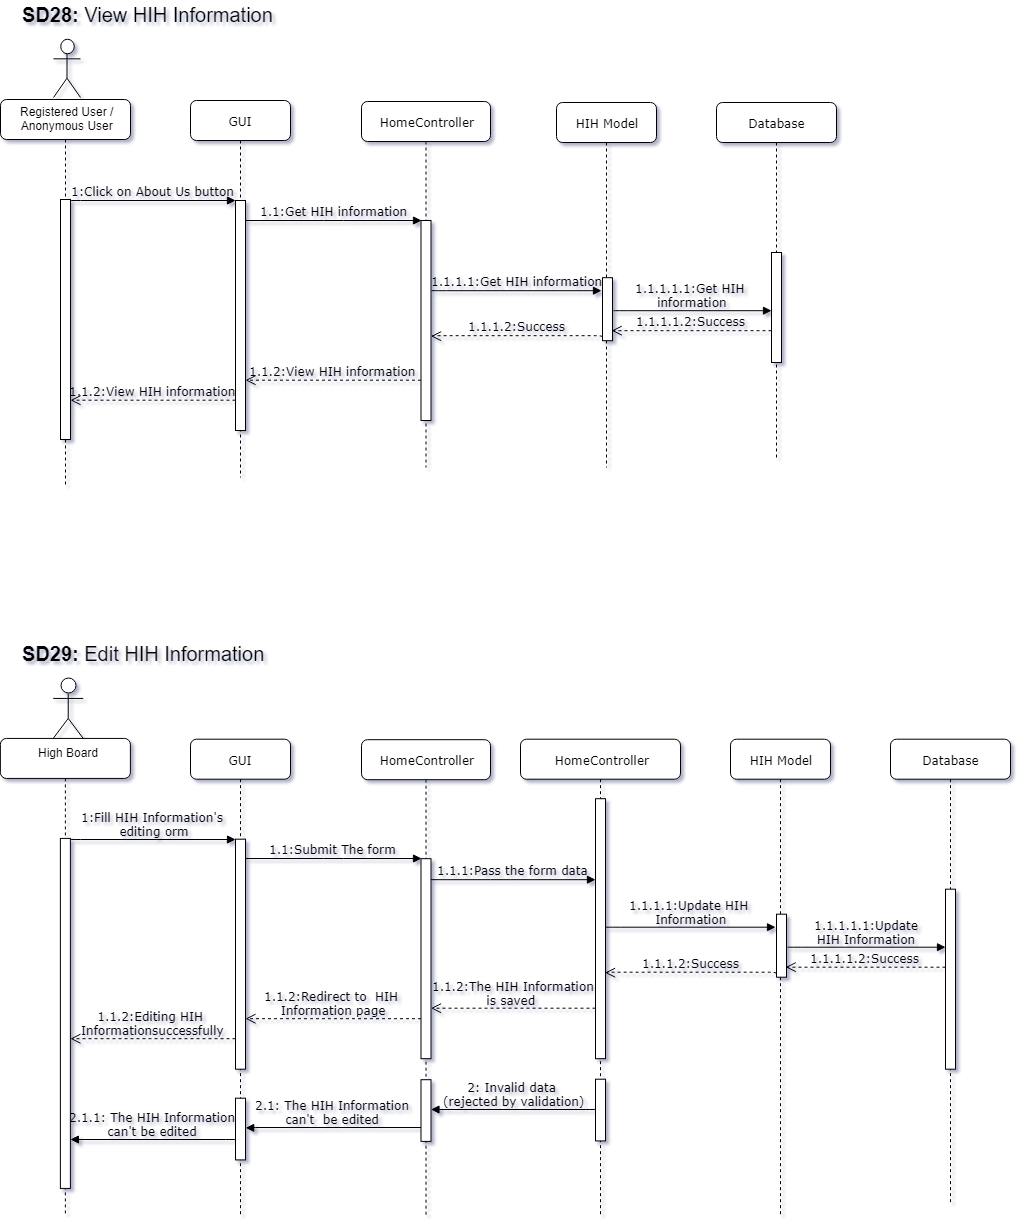 SD28: View HIH Information
Registered User /
Anonymous User
GUI
HomeController
HIH Model
Database
1:Click on About Us button
1.1:Get HIH information
1.1.1.1:Get HIH information
1.1.1.1.1:Get HIH
information
1.1.1.2:Success
1.1.1.1.2:Success
1.1.2:View HIH information
1.1.2:View HIH information
SD29: Edit HIH Information
High Board
GUI
HomeController
HomeController
HIH Model
Database
1:Fill HIH Information's
editing orm
1.1:Submit The form
1.1.1:Pass the form data
1.1.1.1:Update HIH
Information
1.1.1.1.1:Update
HIH Information
1.1.1.1.2:Success
1.1.1.2:Success
1.1.2:The HIH Information
is saved
1.1.2:Redirect to  HIH
Information page
1.1.2:Editing HIH
Informationsuccessfully
2: Invalid data
(rejected by validation)
2.1: The HIH Information
can't  be edited
2.1.1: The HIH Information
can't be edited